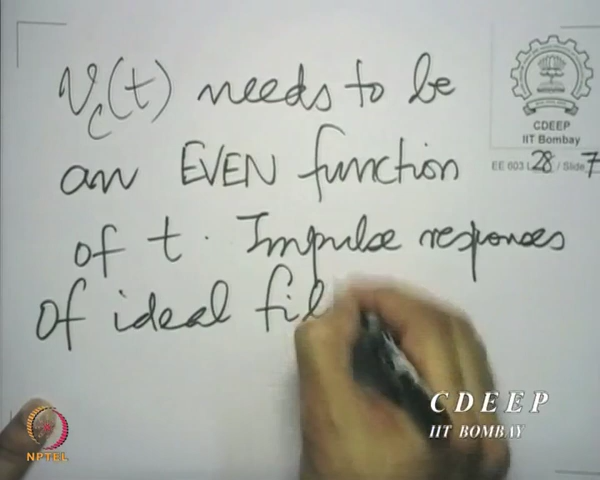 V_C(t) needs to be
an EVEN function
of t. Impulse responses
of ideal fil
CDEEP
IIT Bombay
EE 603 L 28 / Slide 7
CDEEP
IIT BOMBAY
NPTEL